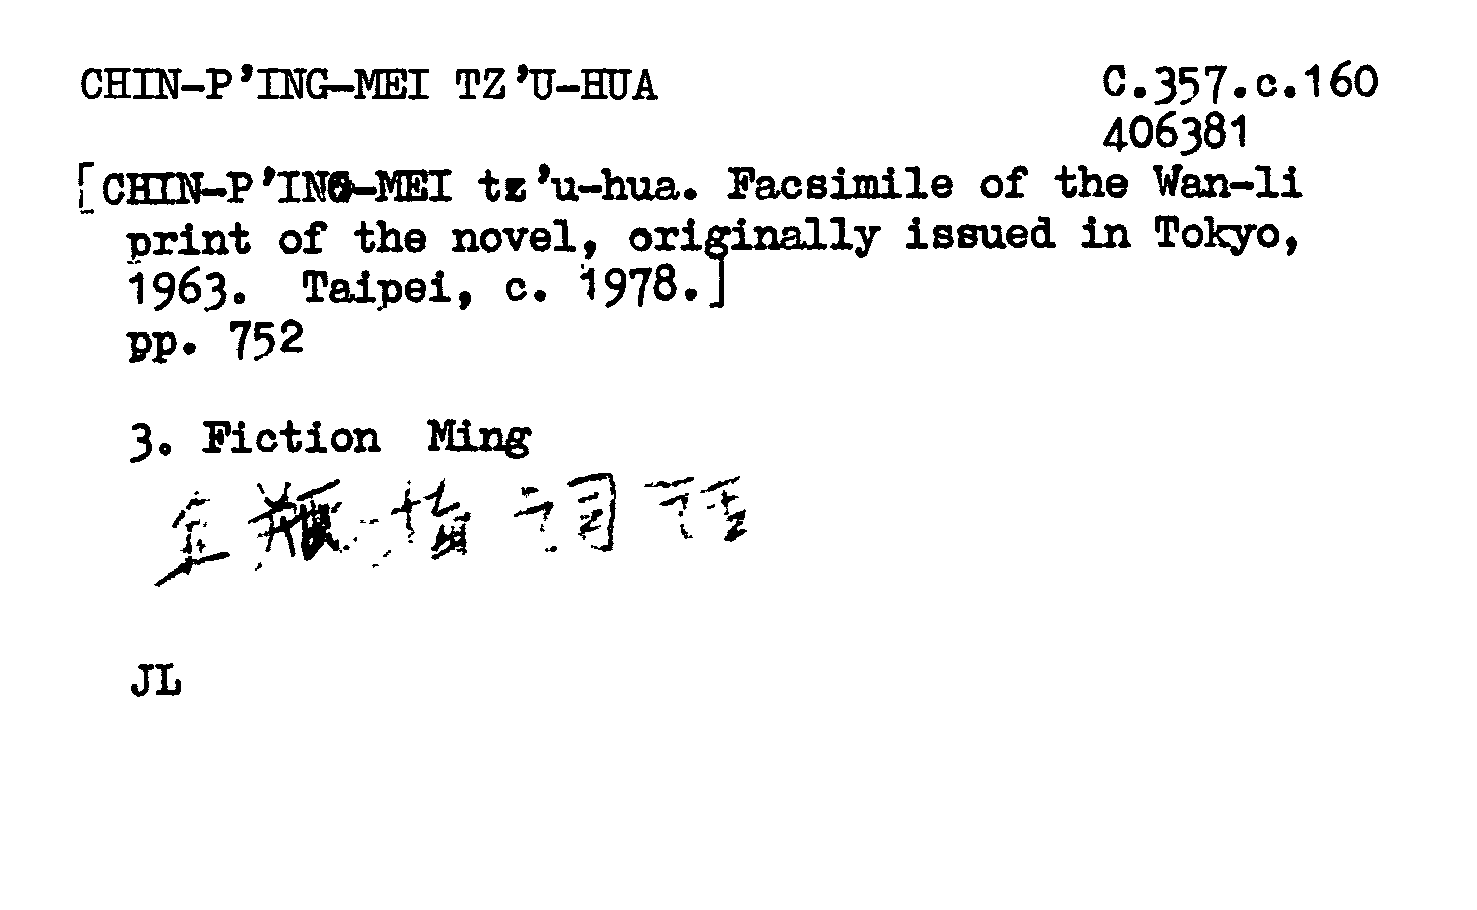 CHIN-P'ING-MEI TZ'U-HUA C.357.c.160
406381
[CHIN-P'ING-MEI tz'u-hua. Facsimile of the Wan-li
print of the novel, originally issued in Tokyo,
1963. Taipei, c. 1978.]
pp. 752
3. Fiction Ming
金瓶梅詞話
JL